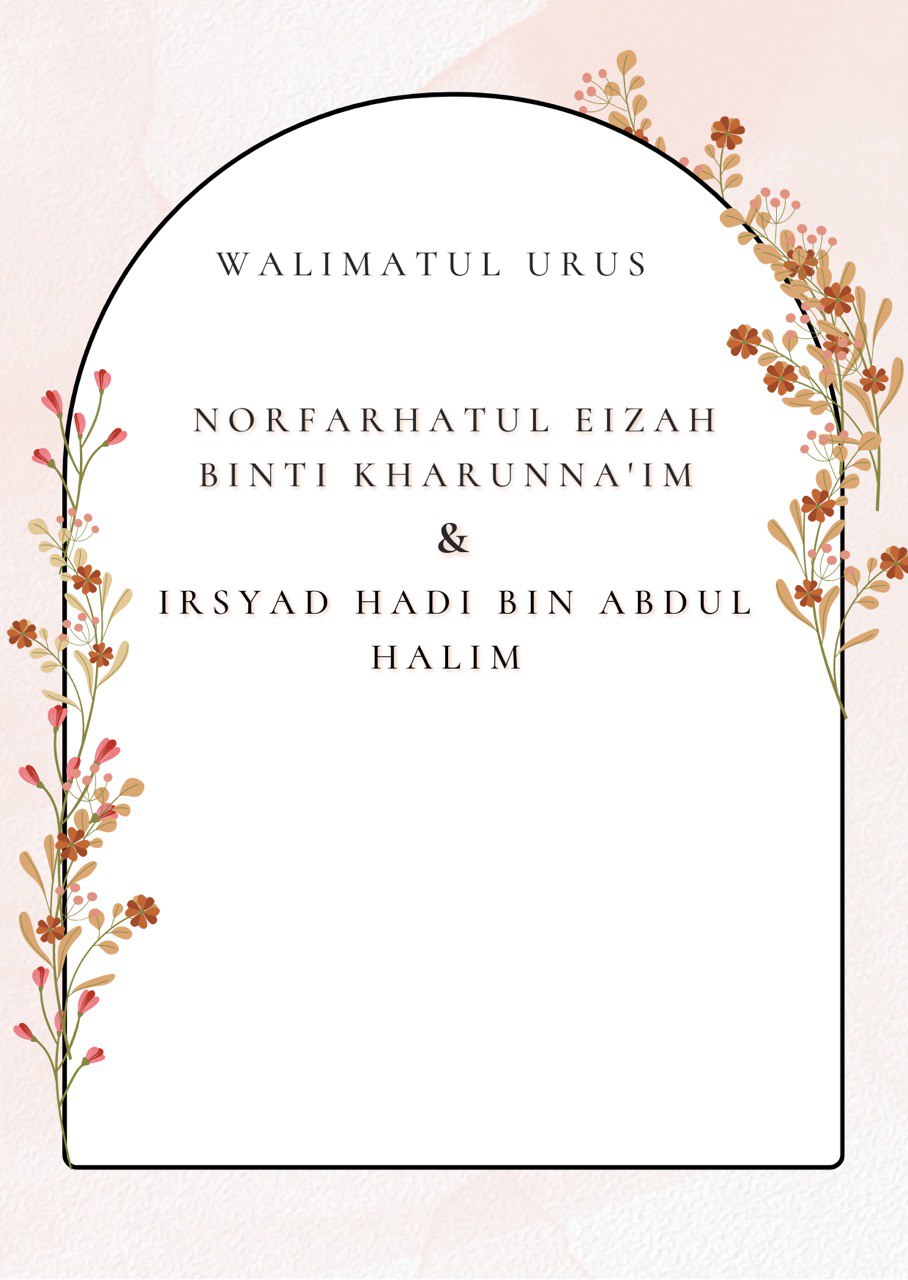 WALIMATUL URUS
NORFARHATUL EIZAH
BINTI KHARUNNA'IM
&
IRSYAD HADI BIN ABDUL
HALIM